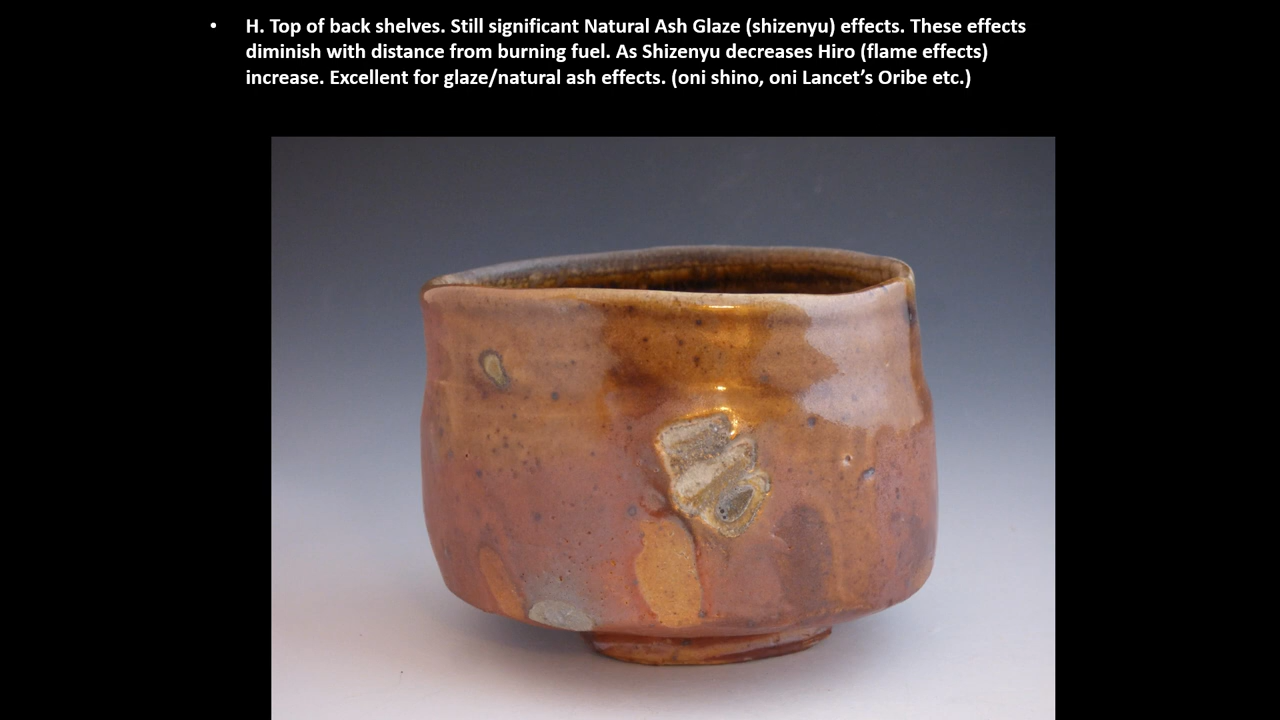 • H. Top of back shelves. Still significant Natural Ash Glaze (shizenyu) effects. These effects
diminish with distance from burning fuel. As Shizenyu decreases Hiro (flame effects)
increase. Excellent for glaze/natural ash effects. (oni shino, oni Lancet’s Oribe etc.)